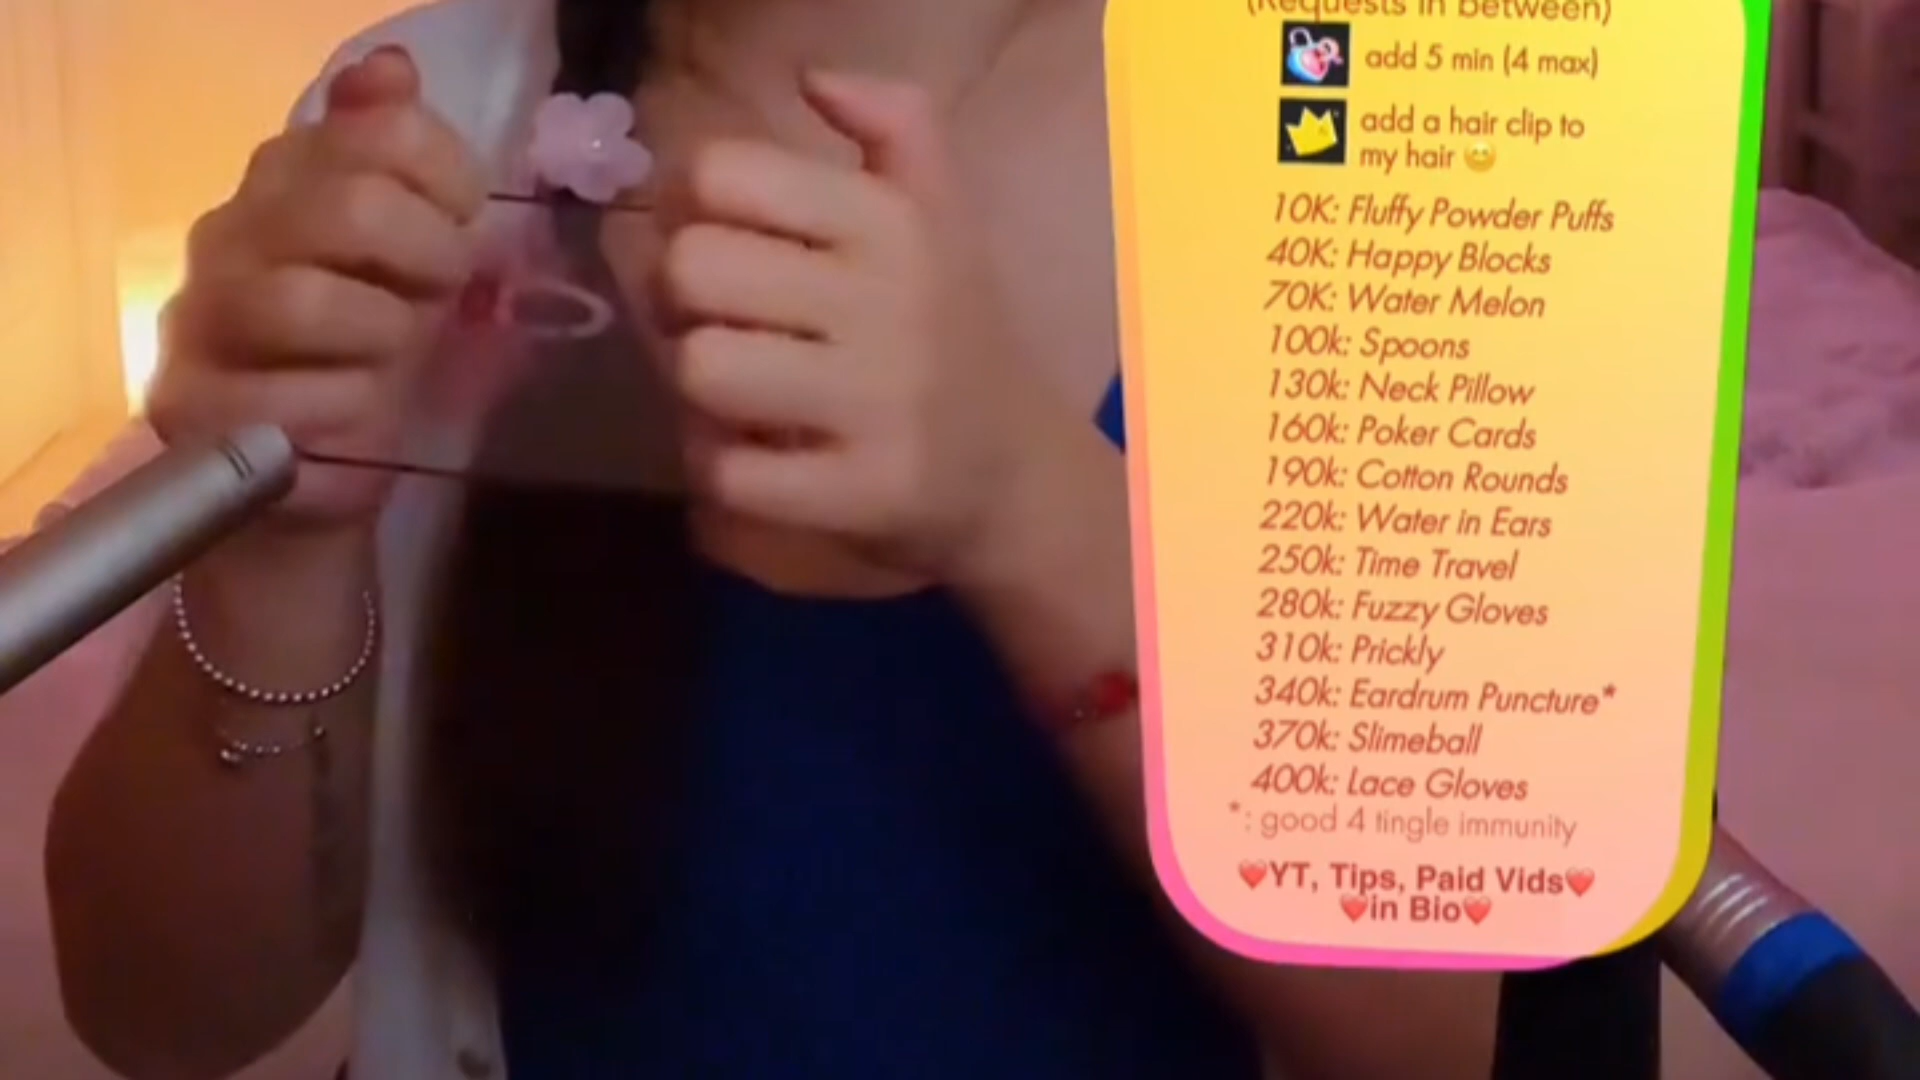 (Requests in between)
add 5 min (4 max)
add a hair clip to
my hair 😊
10K: Fluffy Powder Puffs
40K: Happy Blocks
70K: Water Melon
100k: Spoons
130k: Neck Pillow
160k: Poker Cards
190k: Cotton Rounds
220k: Water in Ears
250k: Time Travel
280k: Fuzzy Gloves
310k: Prickly
340k: Eardrum Puncture*
370k: Slimeball
400k: Lace Gloves
*: good 4 tingle immunity
❤️YT, Tips, Paid Vids❤️
❤️in Bio❤️